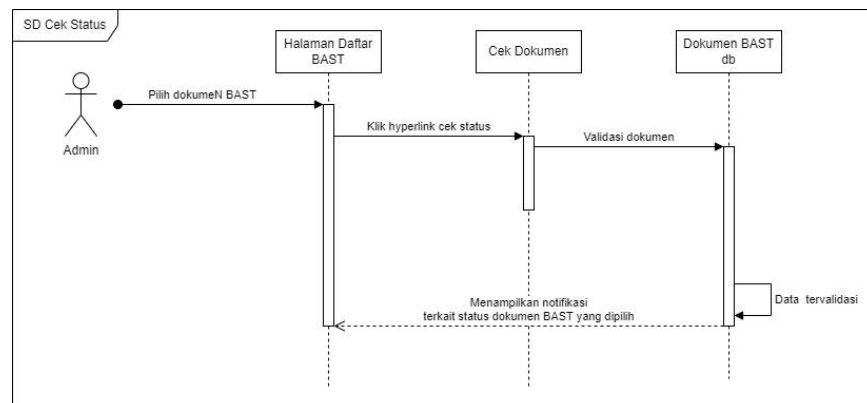 SD Cek Status
Halaman Daftar
BAST
Cek Dokumen
Dokumen BAST
db
Pilih dokumeN BAST
Admin
Klik hyperlink cek status
Validasi dokumen
Data tervalidasi
Menampilkan notifikasi
terkait status dokumen BAST yang dipilih